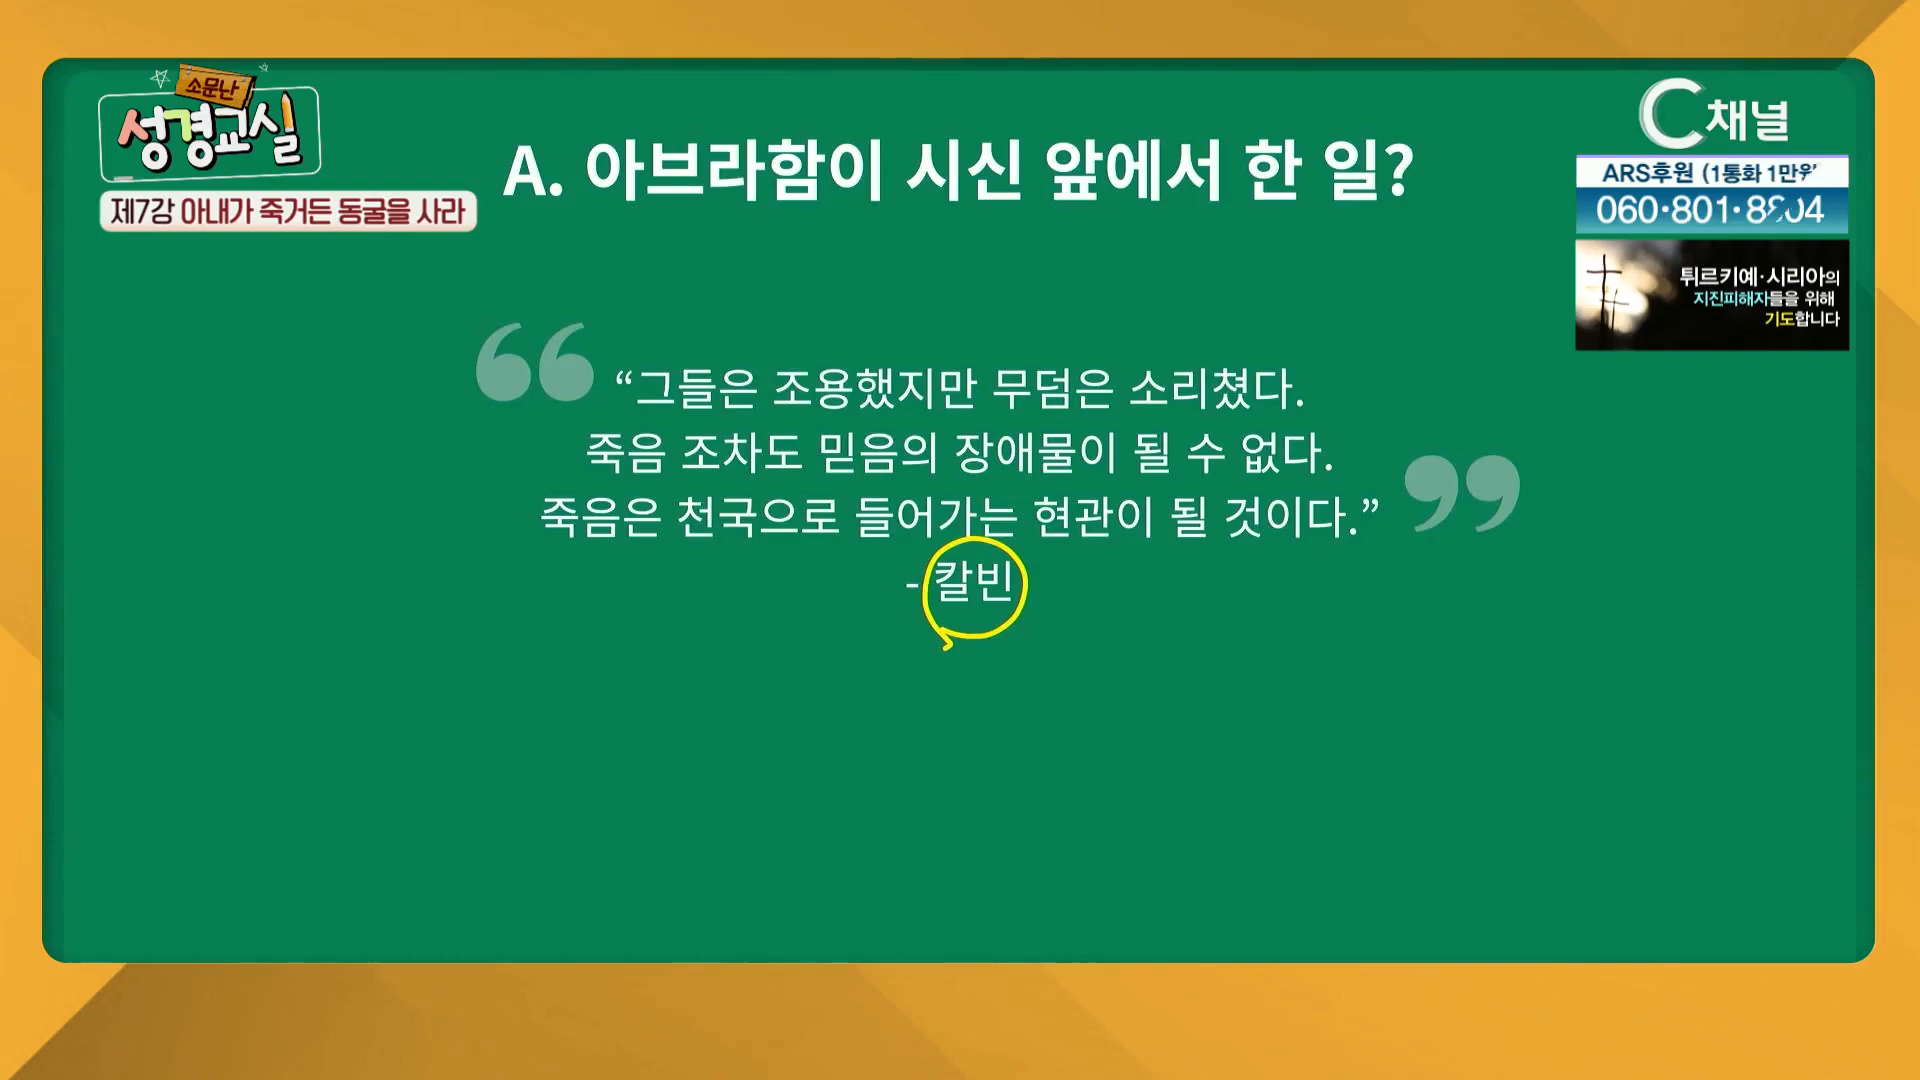 소문난
성경교실
제7강 아내가 죽거든 동굴을 사라
A. 아브라함이 시신 앞에서 한 일?
C채널
ARS후원 (1통화 1만원
060·801·8804
튀르키예·시리아의
지진피해자들을 위해
기도합니다
“그들은 조용했지만 무덤은 소리쳤다.
죽음 조차도 믿음의 장애물이 될 수 없다.
죽음은 천국으로 들어가는 현관이 될 것이다.”
- 칼빈